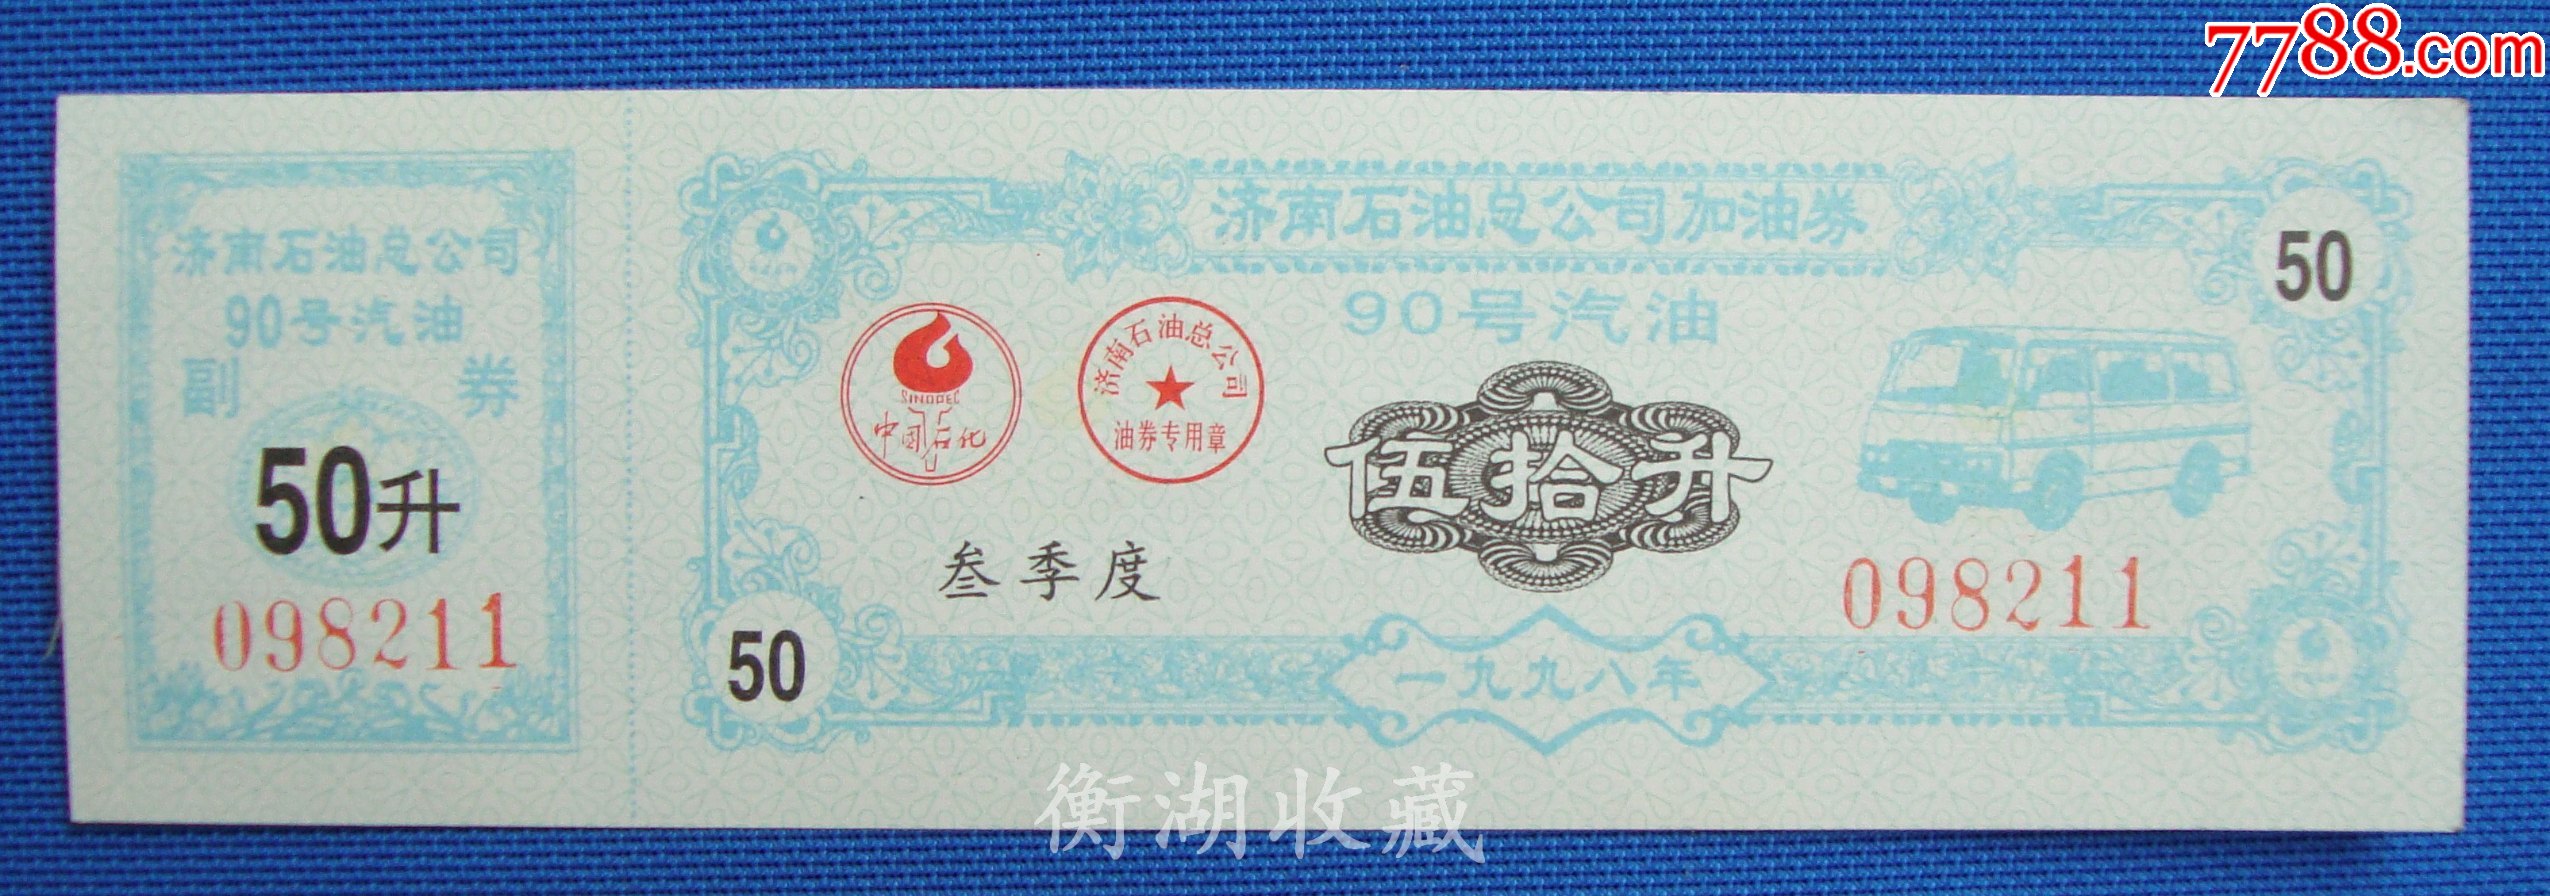 7788.com
济南石油总公司
90号汽油
副 券
50升
098211
济南石油总公司加油券
50
90号汽油
SINOPEC
中国石化
济南石油总公司
油券专用章
伍拾升
叁季度
098211
50
一九九八年
衡湖收藏